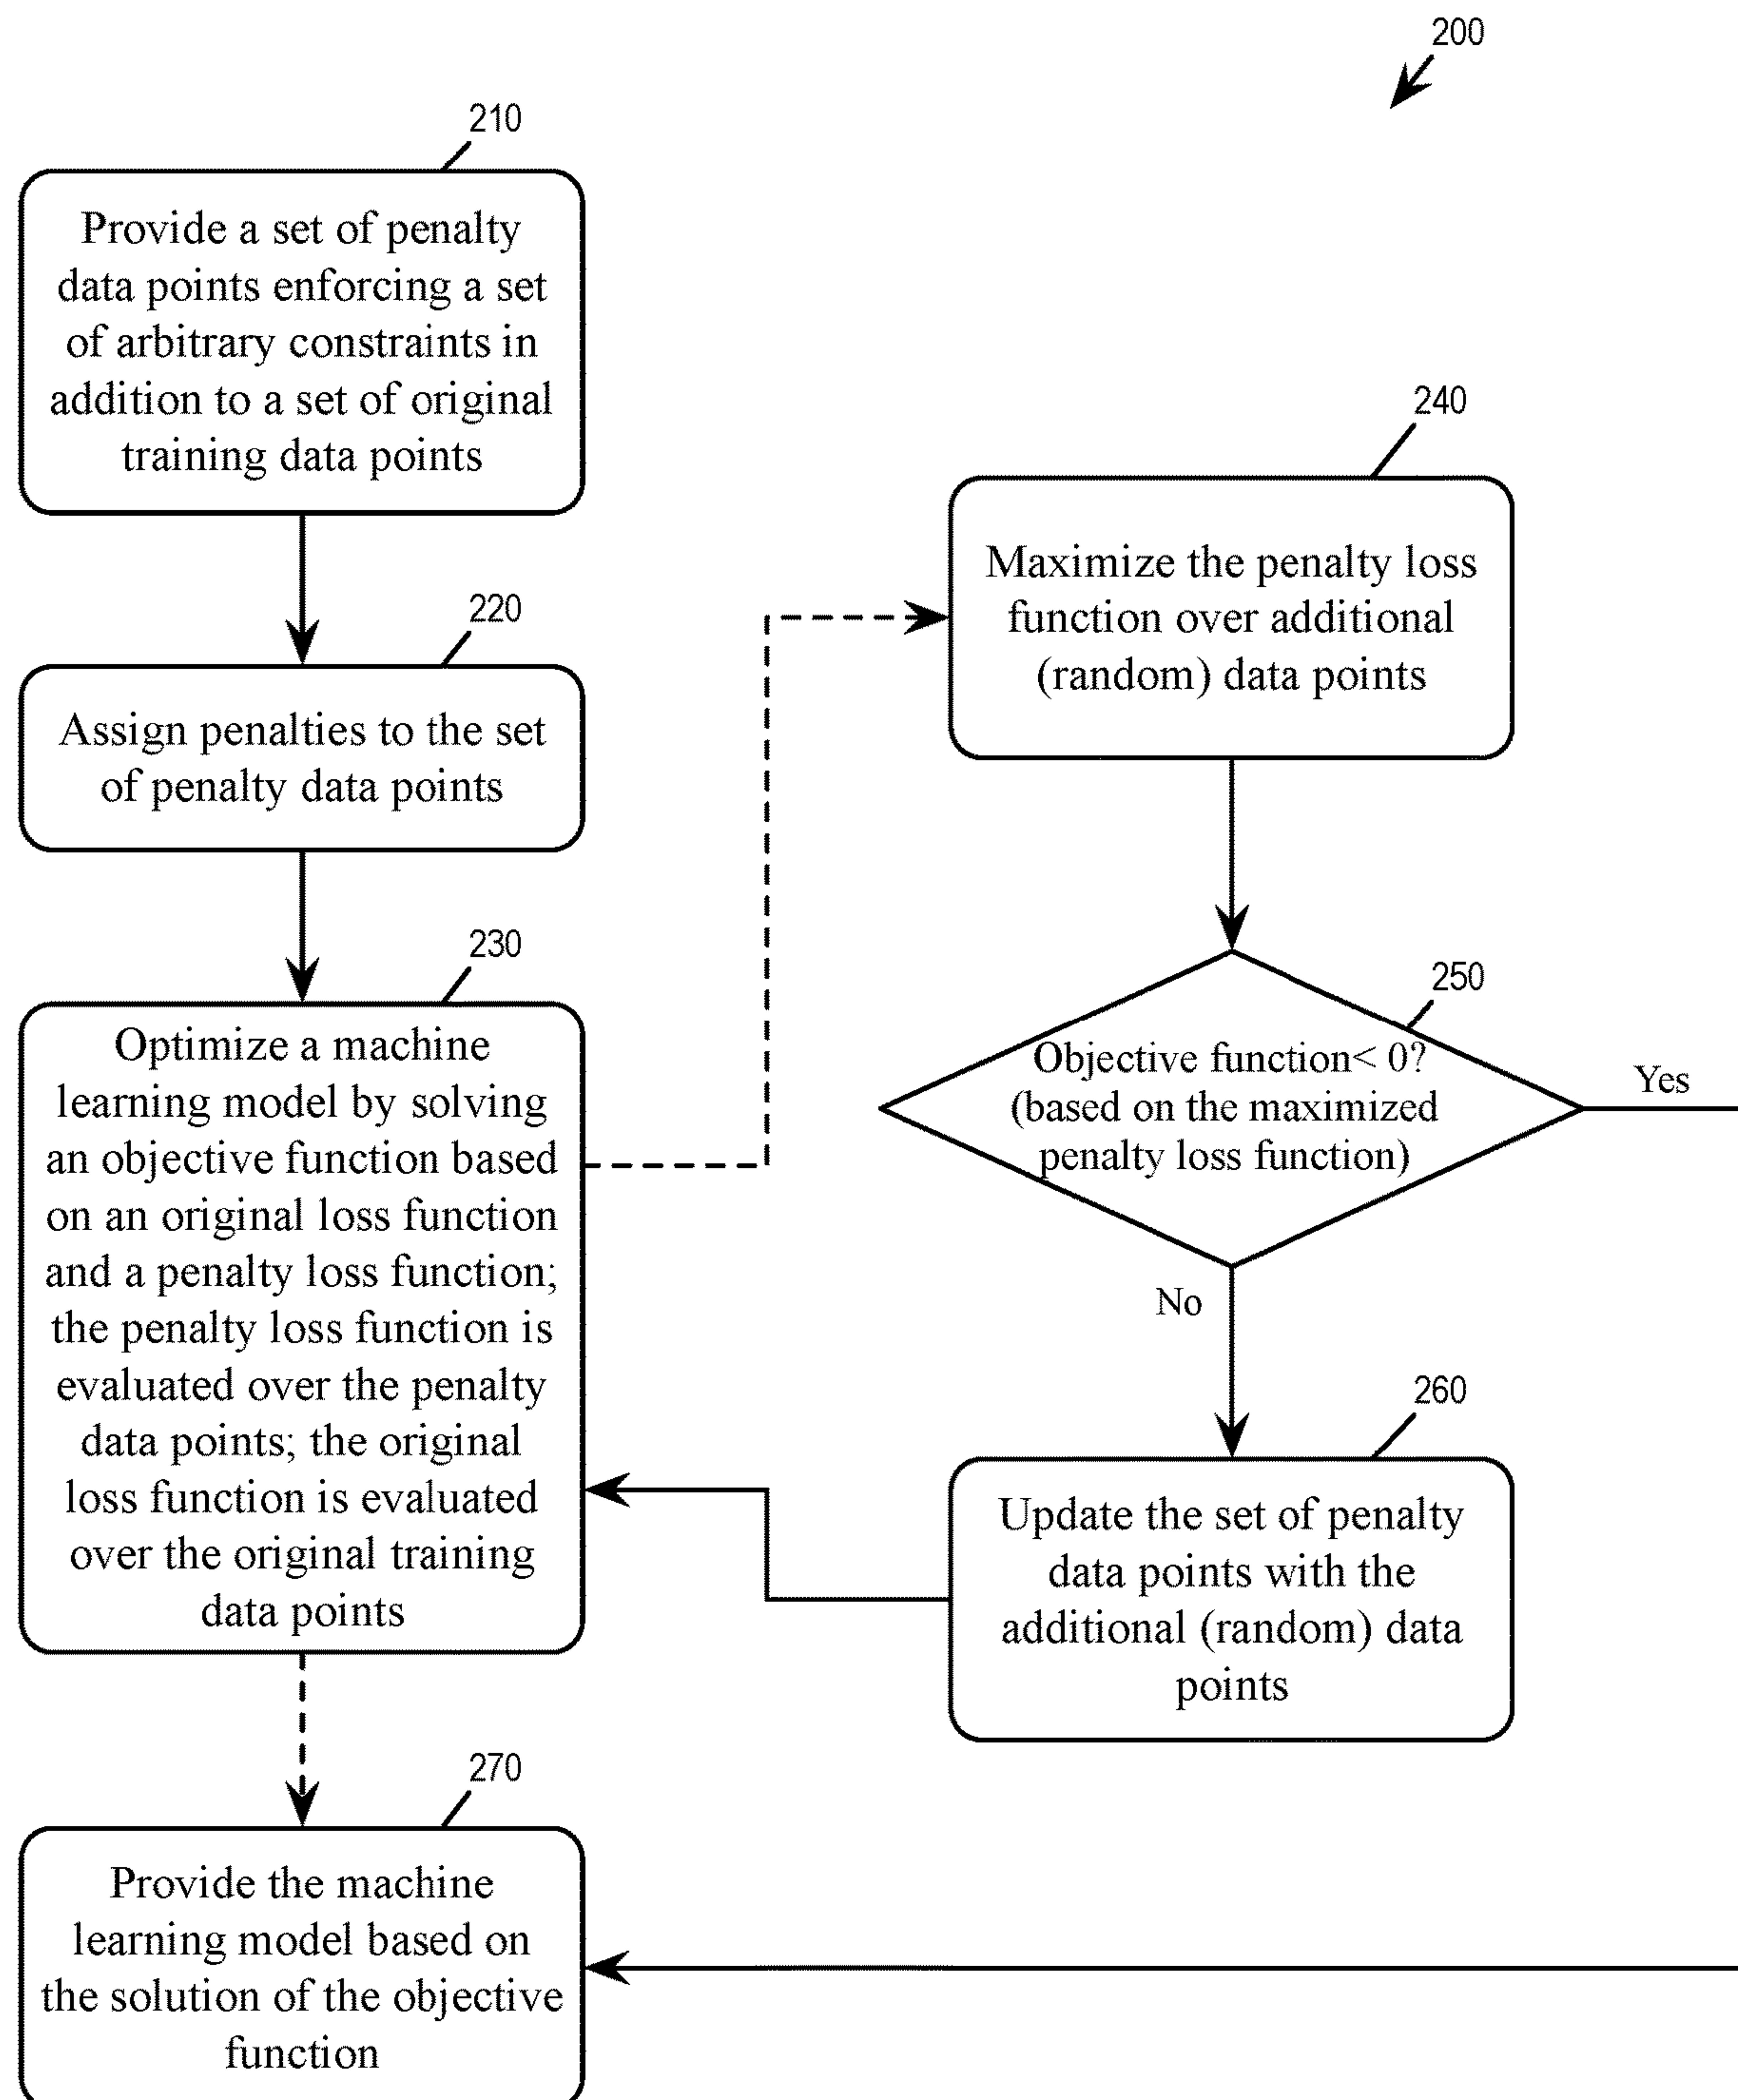 200
210
Provide a set of penalty
data points enforcing a set
of arbitrary constraints in
addition to a set of original
training data points
220
Assign penalties to the set
of penalty data points
230
Optimize a machine
learning model by solving
an objective function based
on an original loss function
and a penalty loss function;
the penalty loss function is
evaluated over the penalty
data points; the original
loss function is evaluated
over the original training
data points
240
Maximize the penalty loss
function over additional
(random) data points
250
Objective function< 0?
(based on the maximized
penalty loss function)
Yes
No
260
Update the set of penalty
data points with the
additional (random) data
points
270
Provide the machine
learning model based on
the solution of the objective
function